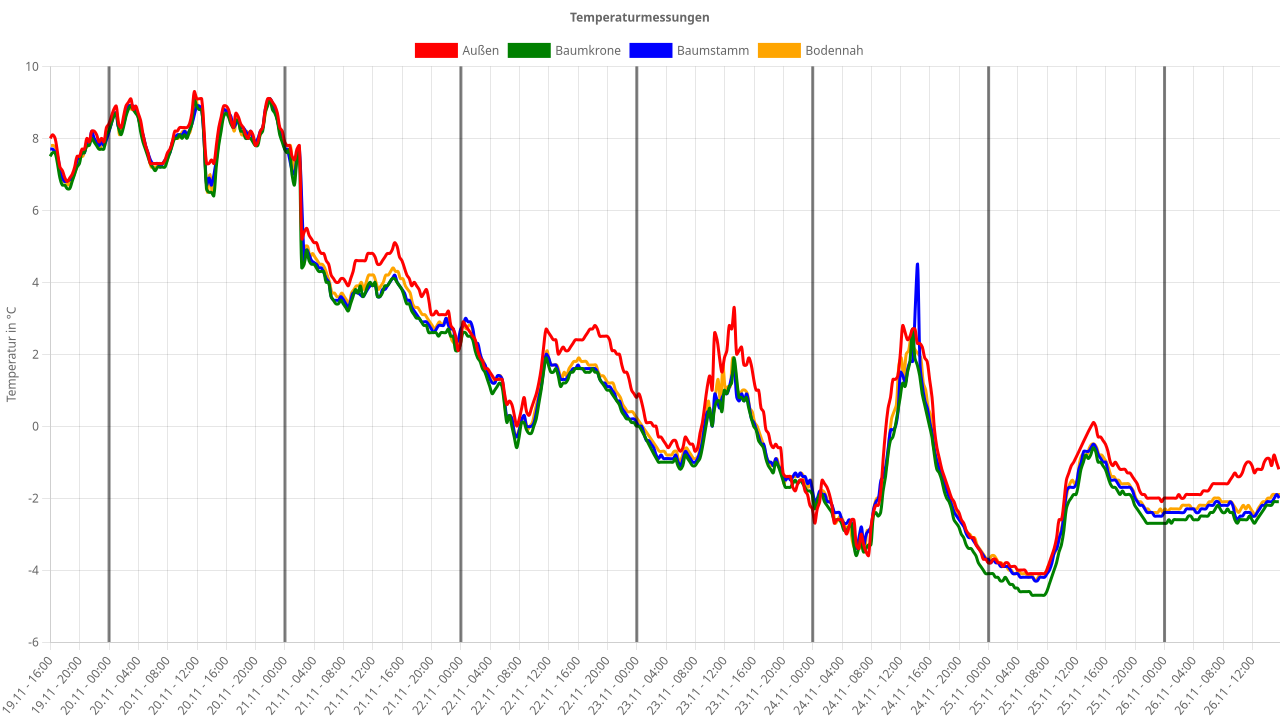 Temperaturmessungen
Außen Baumkrone Baumstamm Bodennah
Temperatur in °C
10
8
6
4
2
0
-2
-4
-6
19.11 - 16:00
19.11 - 20:00
20.11 - 00:00
20.11 - 04:00
20.11 - 08:00
20.11 - 12:00
20.11 - 16:00
20.11 - 20:00
21.11 - 00:00
21.11 - 04:00
21.11 - 08:00
21.11 - 12:00
21.11 - 16:00
21.11 - 20:00
22.11 - 00:00
22.11 - 04:00
22.11 - 08:00
22.11 - 12:00
22.11 - 16:00
22.11 - 20:00
23.11 - 00:00
23.11 - 04:00
23.11 - 08:00
23.11 - 12:00
23.11 - 16:00
23.11 - 20:00
24.11 - 00:00
24.11 - 04:00
24.11 - 08:00
24.11 - 12:00
24.11 - 16:00
24.11 - 20:00
25.11 - 00:00
25.11 - 04:00
25.11 - 08:00
25.11 - 12:00
25.11 - 16:00
25.11 - 20:00
26.11 - 00:00
26.11 - 04:00
26.11 - 08:00
26.11 - 12:00